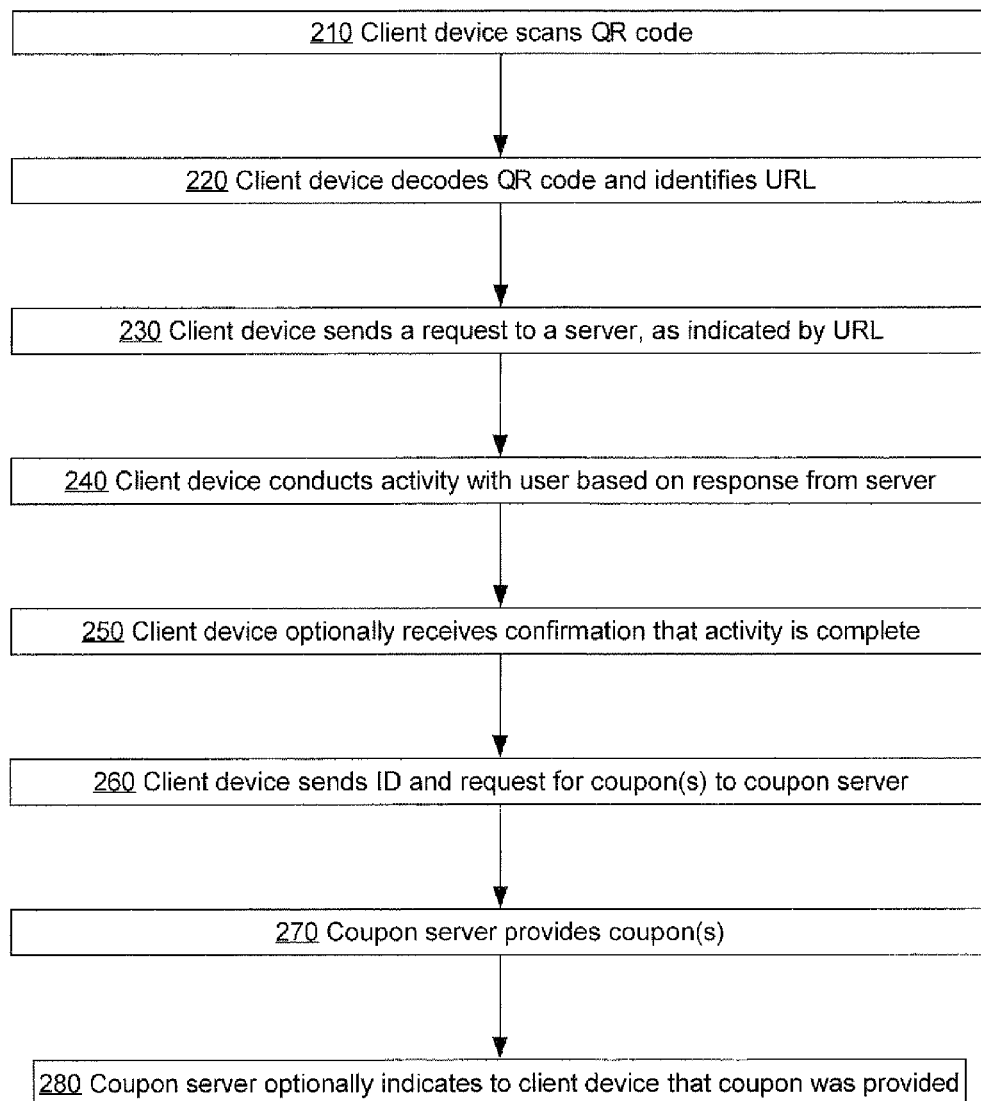 210 Client device scans QR code
220 Client device decodes QR code and identifies URL
230 Client device sends a request to a server, as indicated by URL
240 Client device conducts activity with user based on response from server
250 Client device optionally receives confirmation that activity is complete
260 Client device sends ID and request for coupon(s) to coupon server
270 Coupon server provides coupon(s)
280 Coupon server optionally indicates to client device that coupon was provided